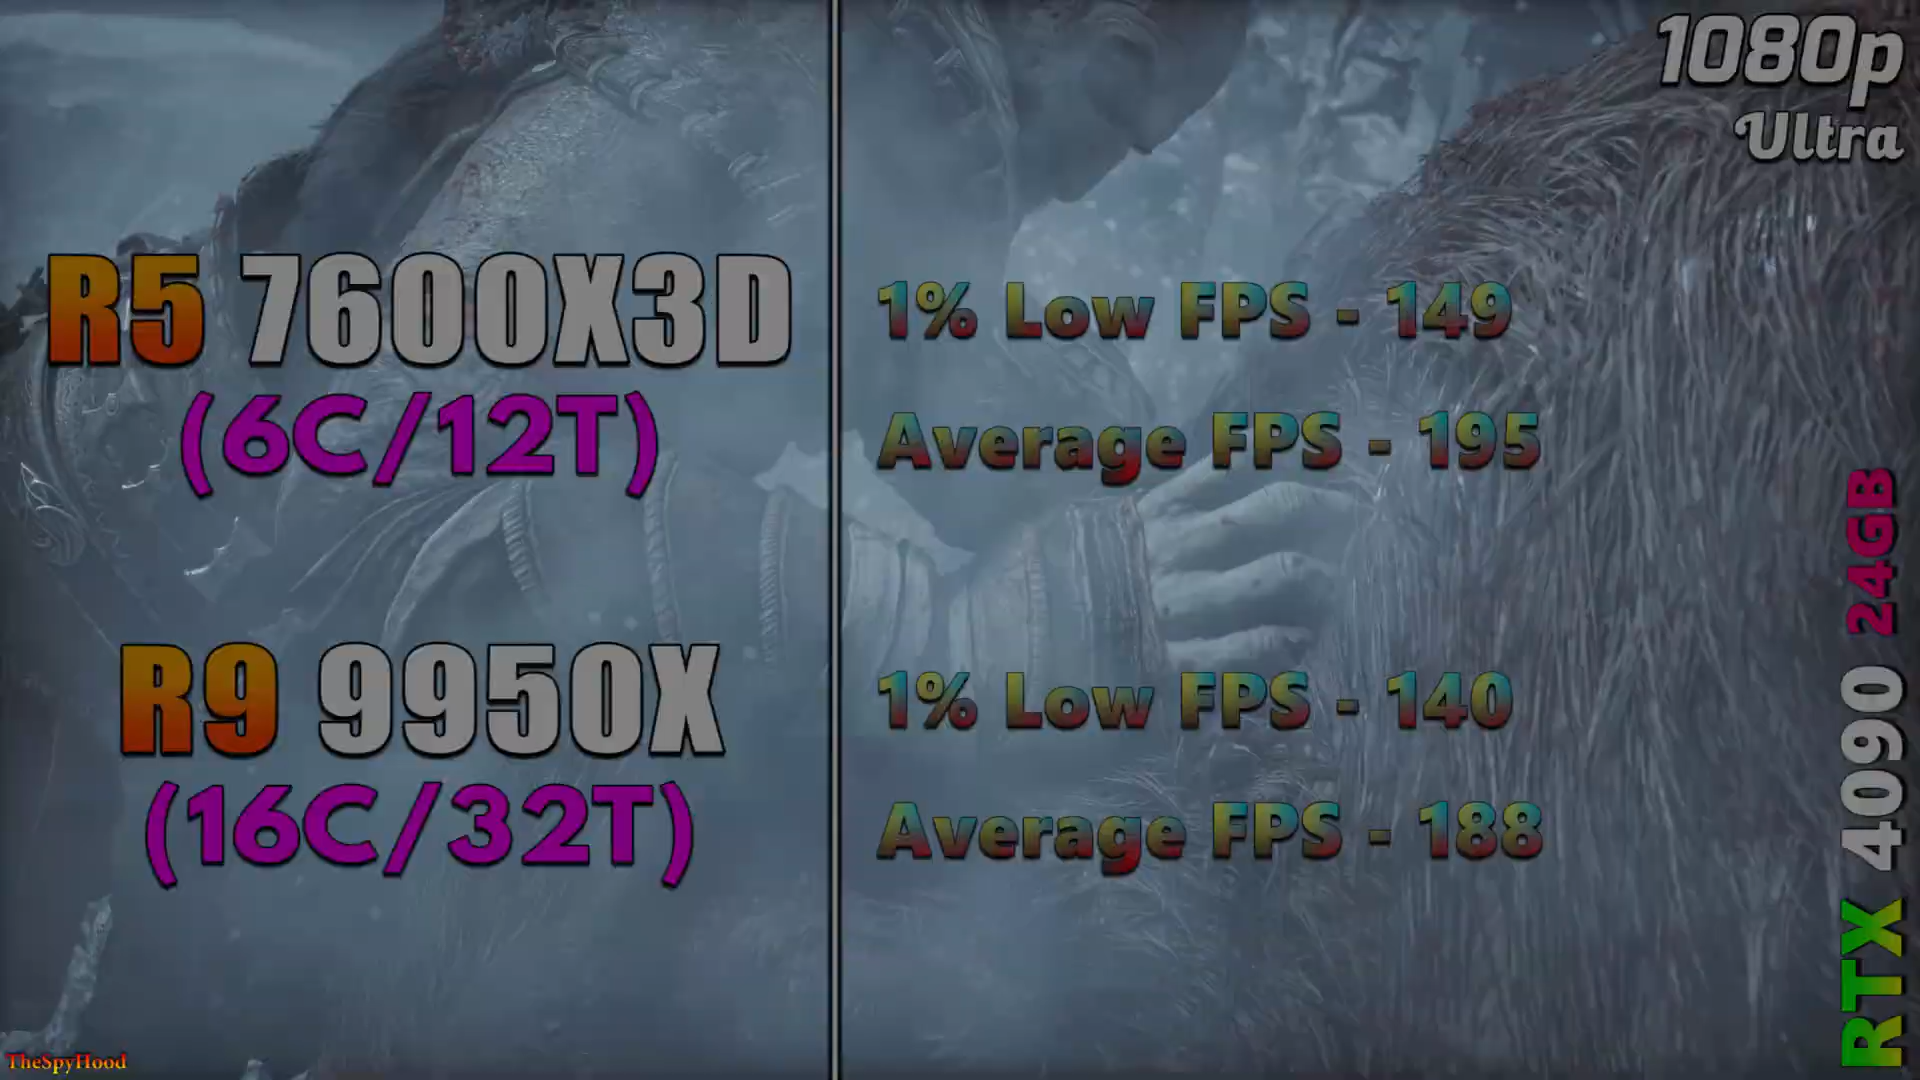 1080p
Ultra
R5 7600X3D
(6C/12T)
1% Low FPS - 149
Average FPS - 195
R9 9950X
(16C/32T)
1% Low FPS - 140
Average FPS - 188
RTX 4090 24GB
TheSpyHood